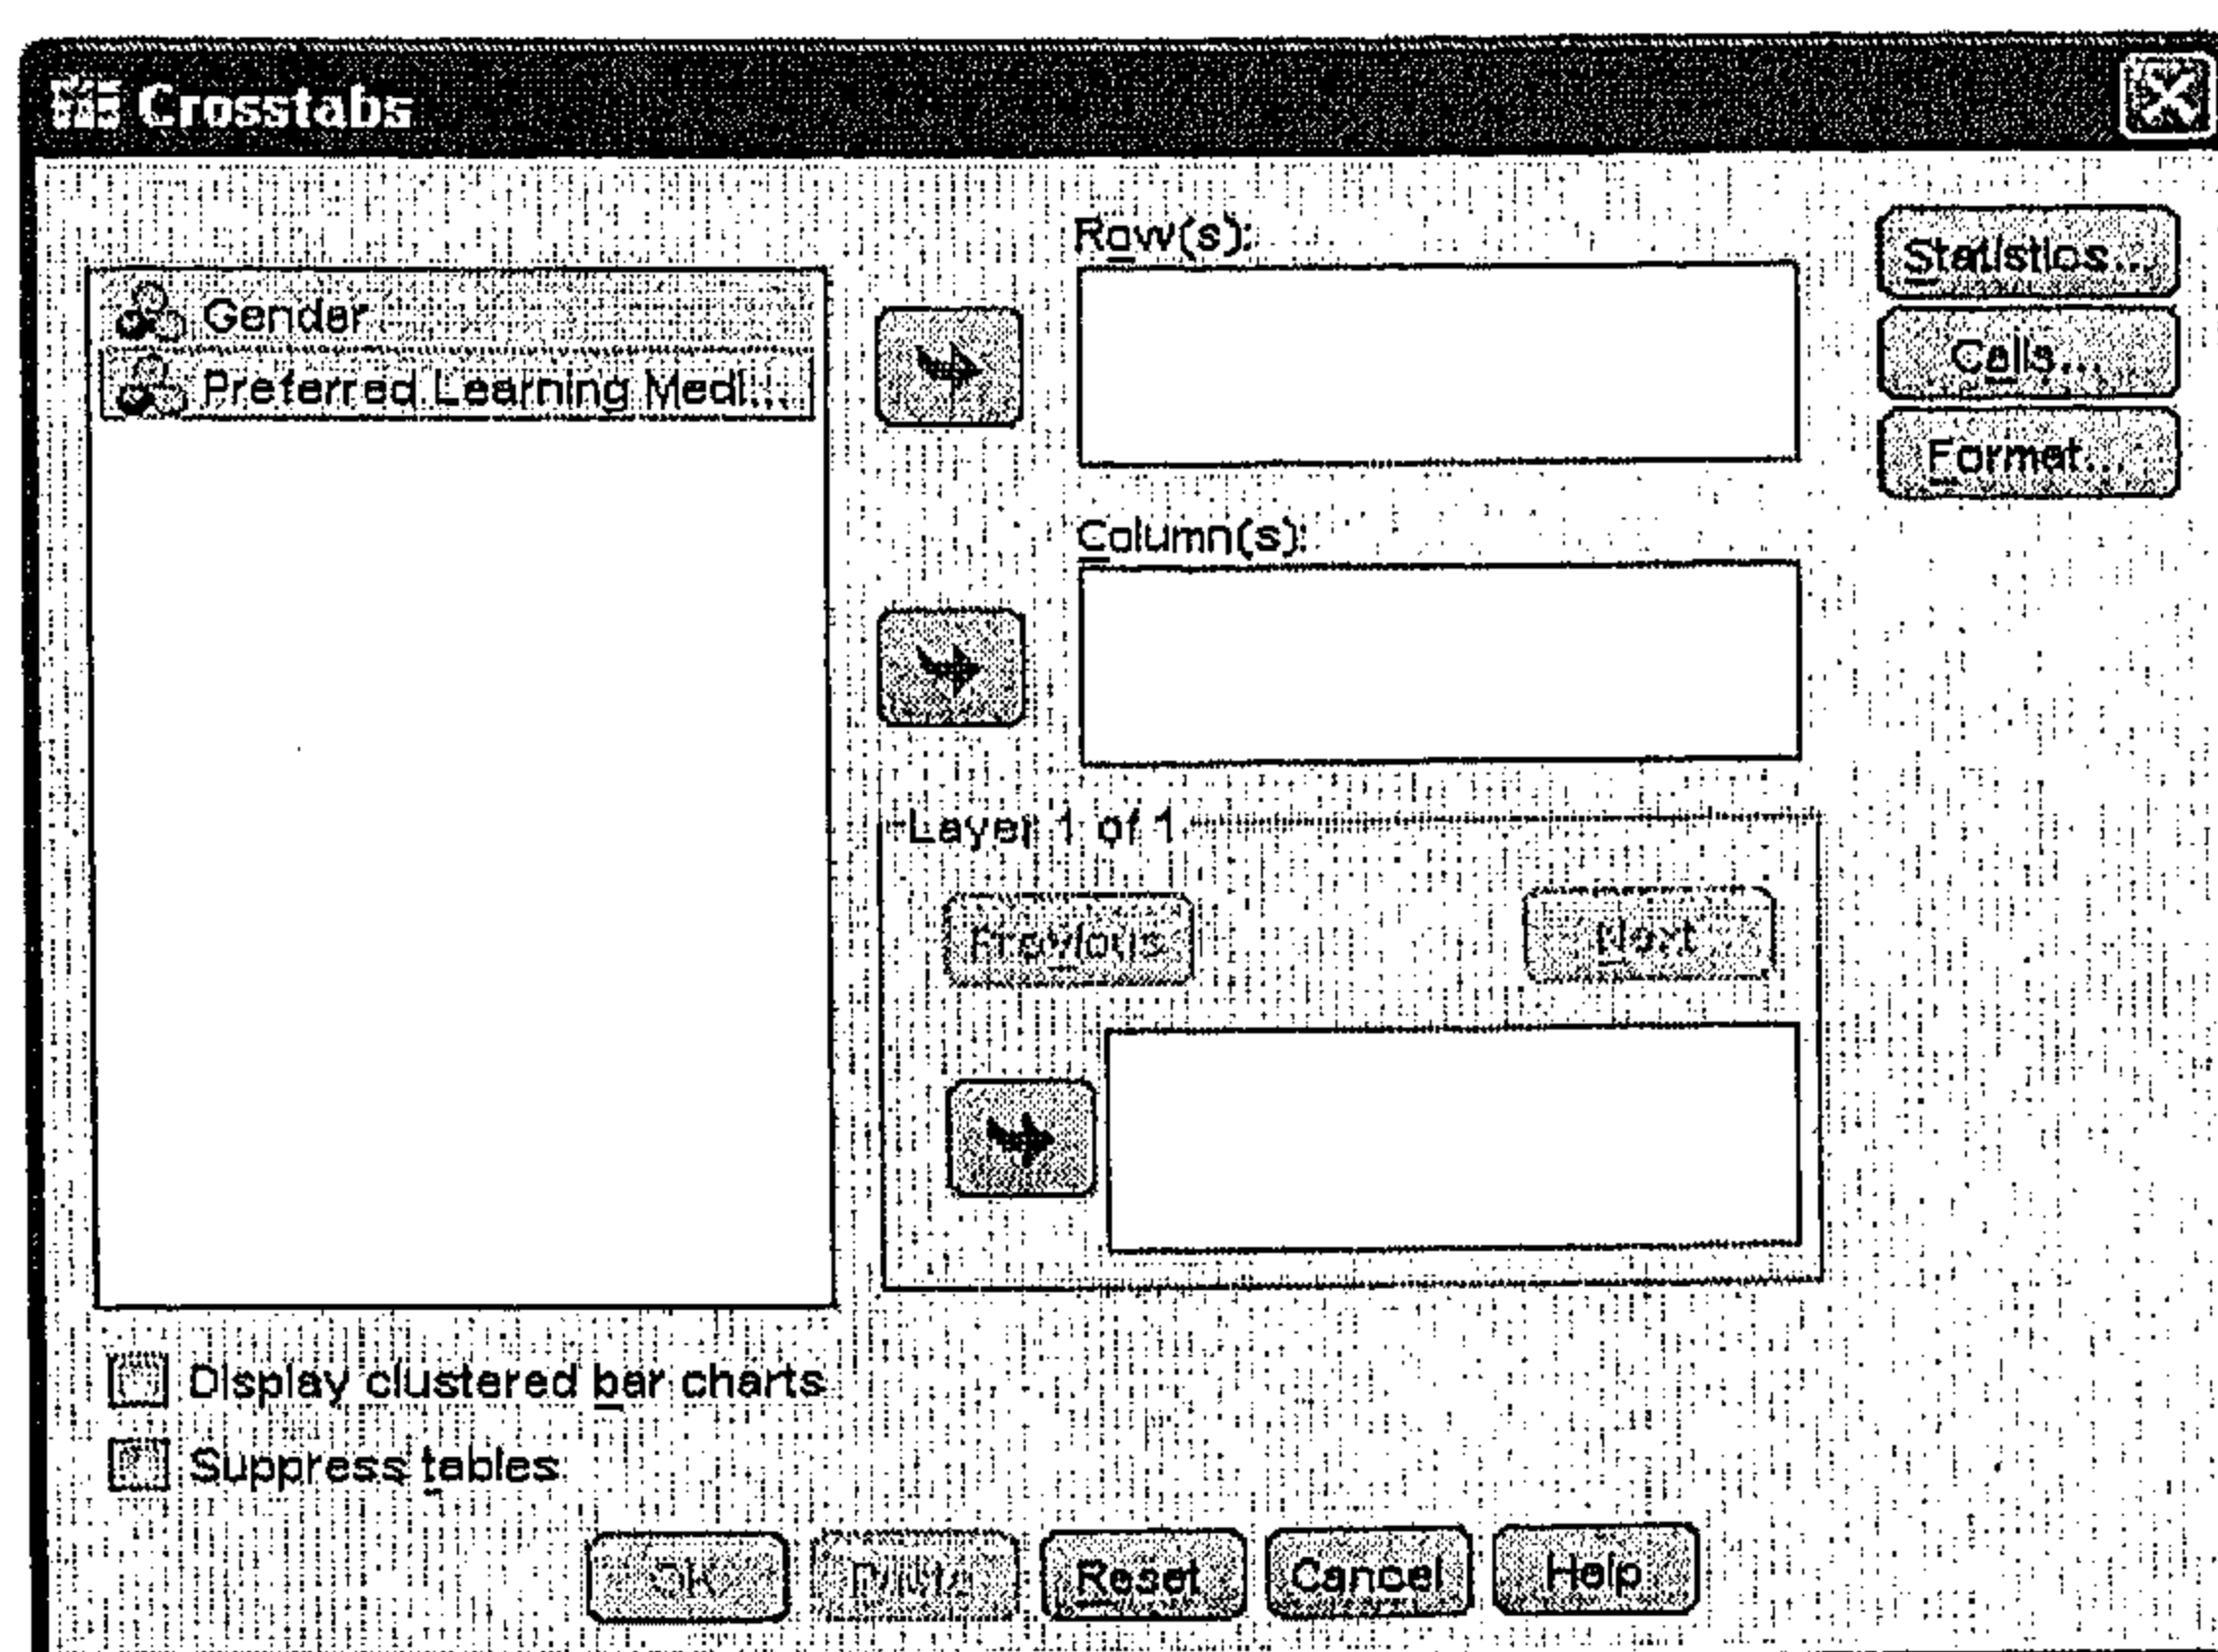 Crosstabs
Row(s):
Statistics...
Gender
Cells...
Preferred Learning Medi...
Format...
Column(s):
Layer 1 of 1
Previous
Next
Display clustered bar charts
Suppress tables
OK
Paste
Reset
Cancel
Help